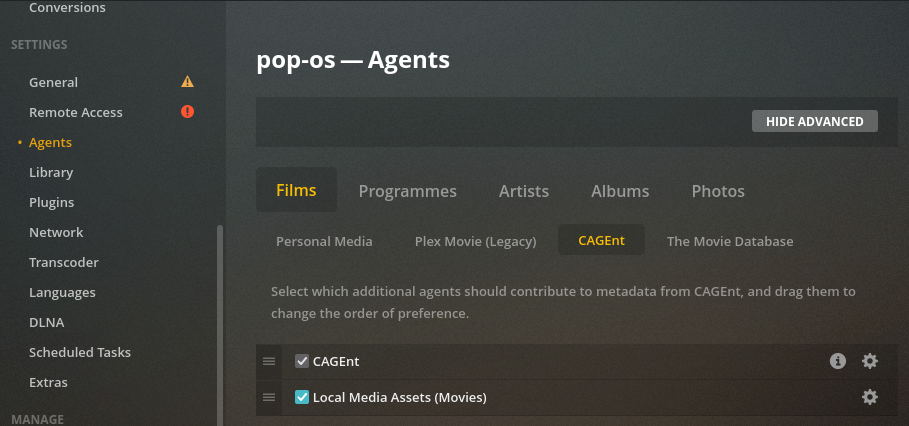 Conversions
SETTINGS
General
Remote Access
Agents
Library
Plugins
Network
Transcoder
Languages
DLNA
Scheduled Tasks
Extras
MANAGE
pop-os — Agents
HIDE ADVANCED
Films Programmes Artists Albums Photos
Personal Media Plex Movie (Legacy) CAGEnt The Movie Database
Select which additional agents should contribute to metadata from CAGEnt, and drag them to
change the order of preference.
CAGEnt
Local Media Assets (Movies)